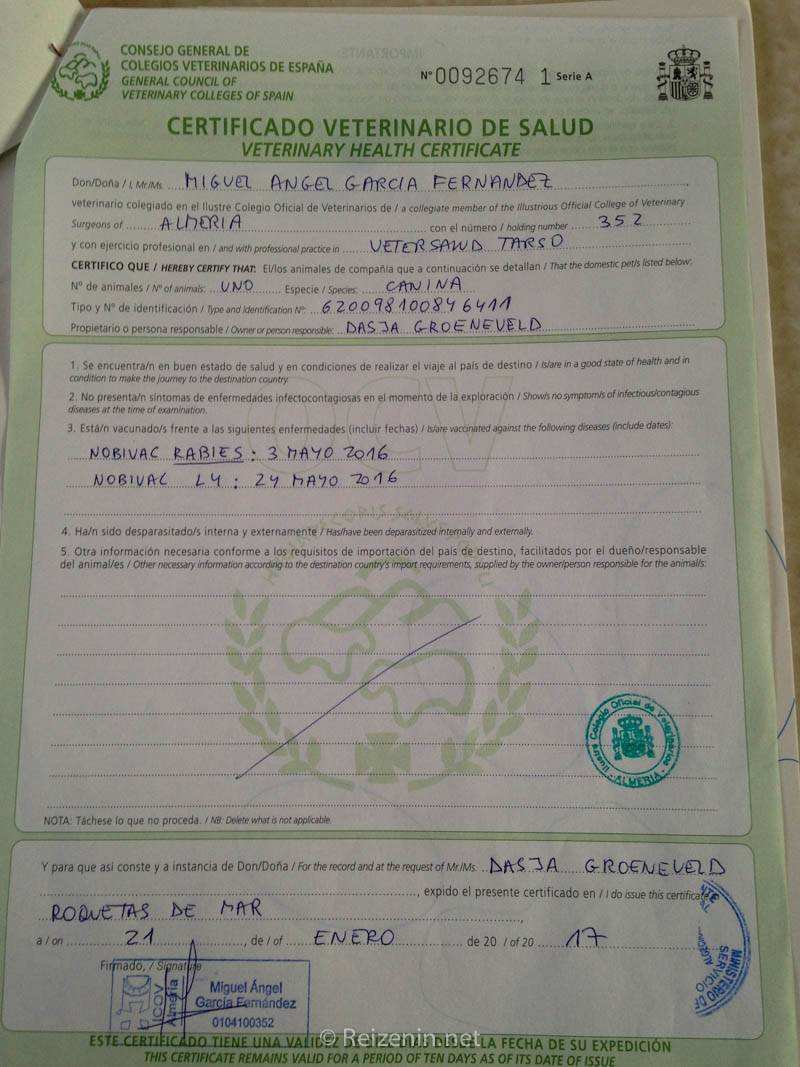 CONSEJO GENERAL DE
COLEGIOS VETERINARIOS DE ESPAÑA
GENERAL COUNCIL OF
VETERINARY COLLEGES OF SPAIN
Nº 0092674 1 Serie A
CERTIFICADO VETERINARIO DE SALUD
VETERINARY HEALTH CERTIFICATE
Don/Doña / I, Mr./Ms. MIGUEL ANGEL GARCIA FERNANDEZ
veterinario colegiado en el Ilustre Colegio Oficial de Veterinarios de / a collegiate member of the Illustrious Official College of Veterinary
Surgeons of ALMERIA con el número / holding number 352
y con ejercicio profesional en / and with professional practice in VETERSALUD TARSO
CERTIFICO QUE / HEREBY CERTIFY THAT: El/los animales de compañía que a continuación se detallan / That the domestic pet/s listed below:
Nº de animales / Nº of animals: UNO Especie / Species: CANINA
Tipo y Nº de identificación / Type and Identification Nº: 620098100846411
Propietario o persona responsable / Owner or person responsible: DASJA GROENEVELD
1. Se encuentra/n en buen estado de salud y en condiciones de realizar el viaje al país de destino / Is/are in a good state of health and in
condition to make the journey to the destination country.
2. No presenta/n síntomas de enfermedades infectocontagiosas en el momento de la exploración / Show/s no symptom/s of infectious/contagious
diseases at the time of examination.
3. Está/n vacunado/s frente a las siguientes enfermedades (incluir fechas) / Is/are vaccinated against the following diseases (include dates):
NOBIVAC RABIES : 3 MAYO 2016
NOBIVAC L4 : 24 MAYO 2016
4. Ha/n sido desparasitado/s interna y externamente / Has/have been deparasitized internally and externally.
5. Otra información necesaria conforme a los requisitos de importación del país de destino, facilitados por el dueño/responsable
del animal/es / Other necessary information according to the destination country's import requirements, supplied by the owner/person responsible for the animal/s:
OCV
Ilustre Colegio Oficial de Veterinarios
ALMERIA
NOTA: Táchese lo que no proceda. / NB: Delete what is not applicable.
Y para que así conste y a instancia de Don/Doña / For the record and at the request of Mr./Ms. DASJA GROENEVELD
, expido el presente certificado en / I do issue this certificate
ROQUETAS DE MAR
a / on 21 , de / of ENERO de 20 / of 20 17
MINISTERIO DE
SERVICIO
Firmado, / Signature
ICOV
Almería
Miguel Ángel
García Fernández
0104100352
© Reizenin.net
ESTE CERTIFICADO TIENE UNA VALIDEZ DE DIEZ DÍAS DESDE LA FECHA DE SU EXPEDICIÓN
THIS CERTIFICATE REMAINS VALID FOR A PERIOD OF TEN DAYS AS OF ITS DATE OF ISSUE